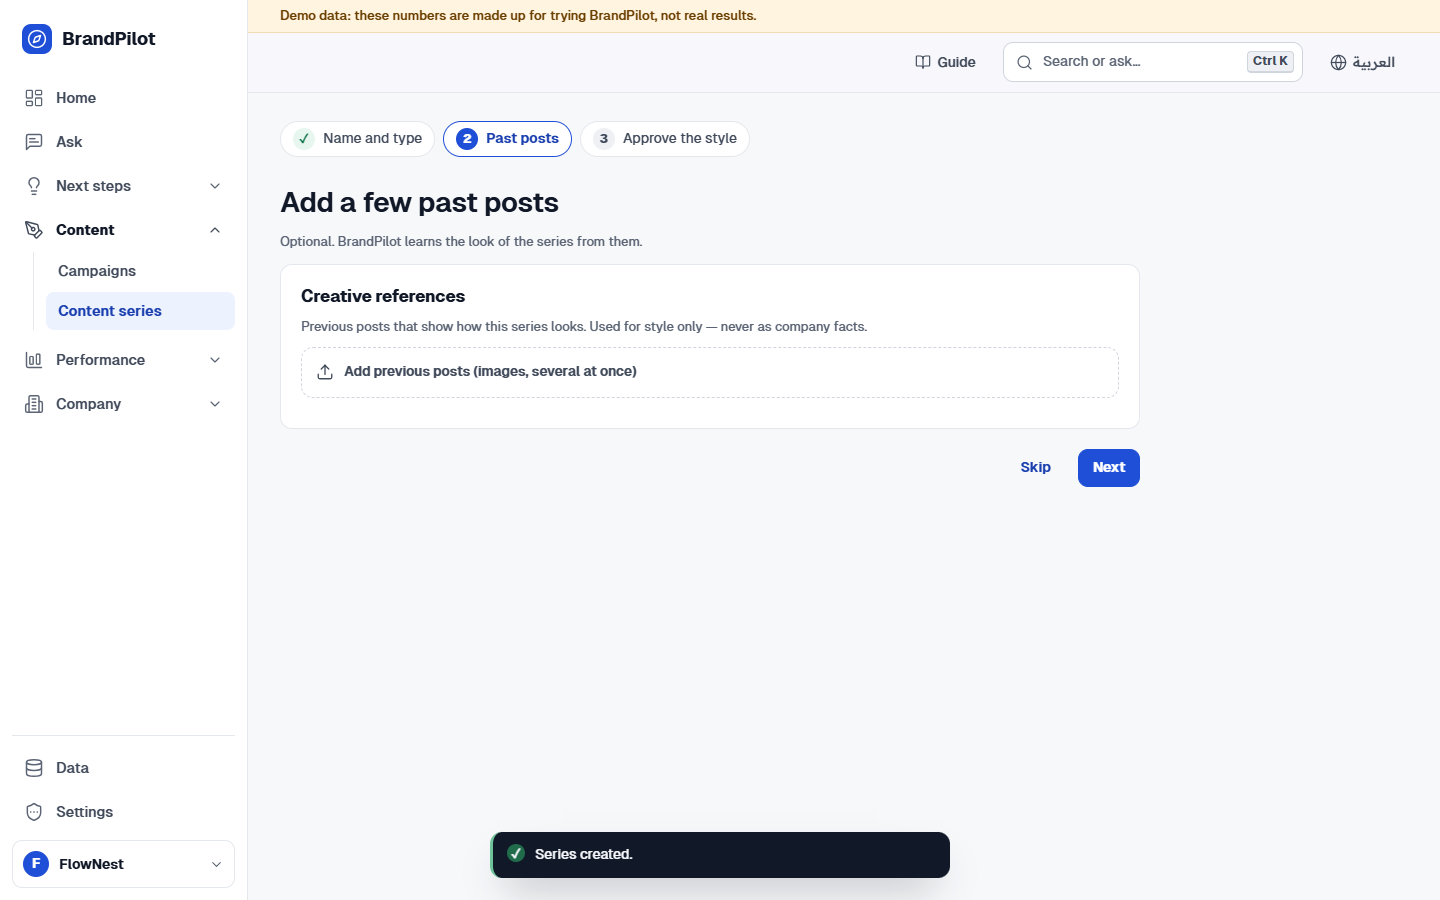 Demo data: these numbers are made up for trying BrandPilot, not real results.
BrandPilot
Guide
Search or ask...
Ctrl K
العربية
Home
Ask
Next steps
Content
Campaigns
Content series
Performance
Company
Name and type
2 Past posts
3 Approve the style
Add a few past posts
Optional. BrandPilot learns the look of the series from them.
Creative references
Previous posts that show how this series looks. Used for style only — never as company facts.
Add previous posts (images, several at once)
Skip
Next
Data
Settings
F FlowNest
Series created.